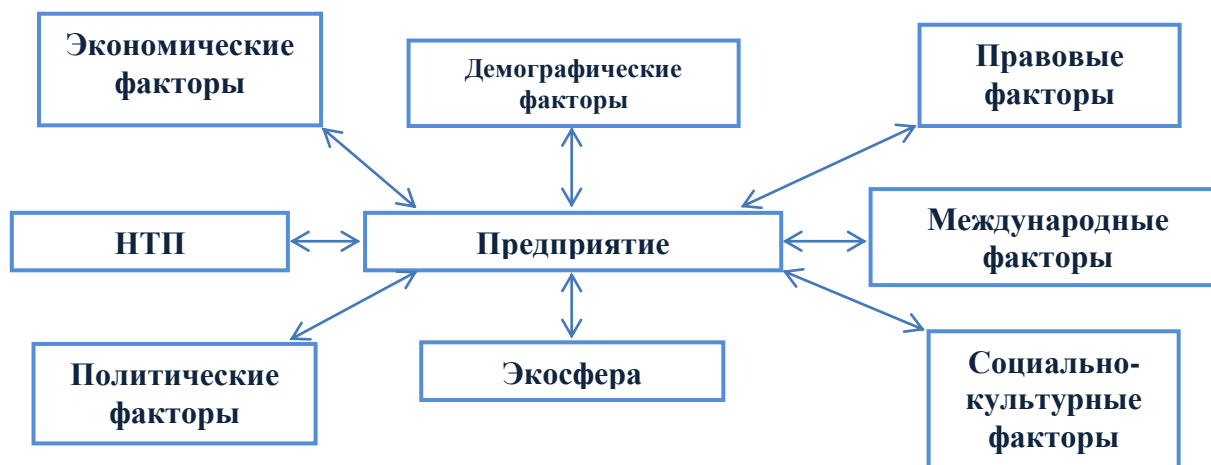 Экономические
факторы
Демографические
факторы
Правовые
факторы
НТП
Предприятие
Международные
факторы
Политические
факторы
Экосфера
Социально-
культурные
факторы